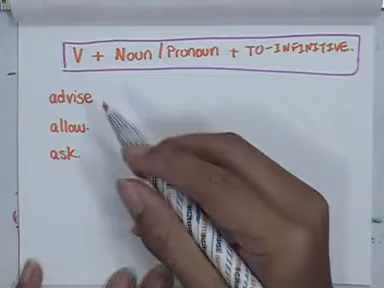 V + Noun / Pronoun + TO-INFINITIVE.
advise
allow.
ask